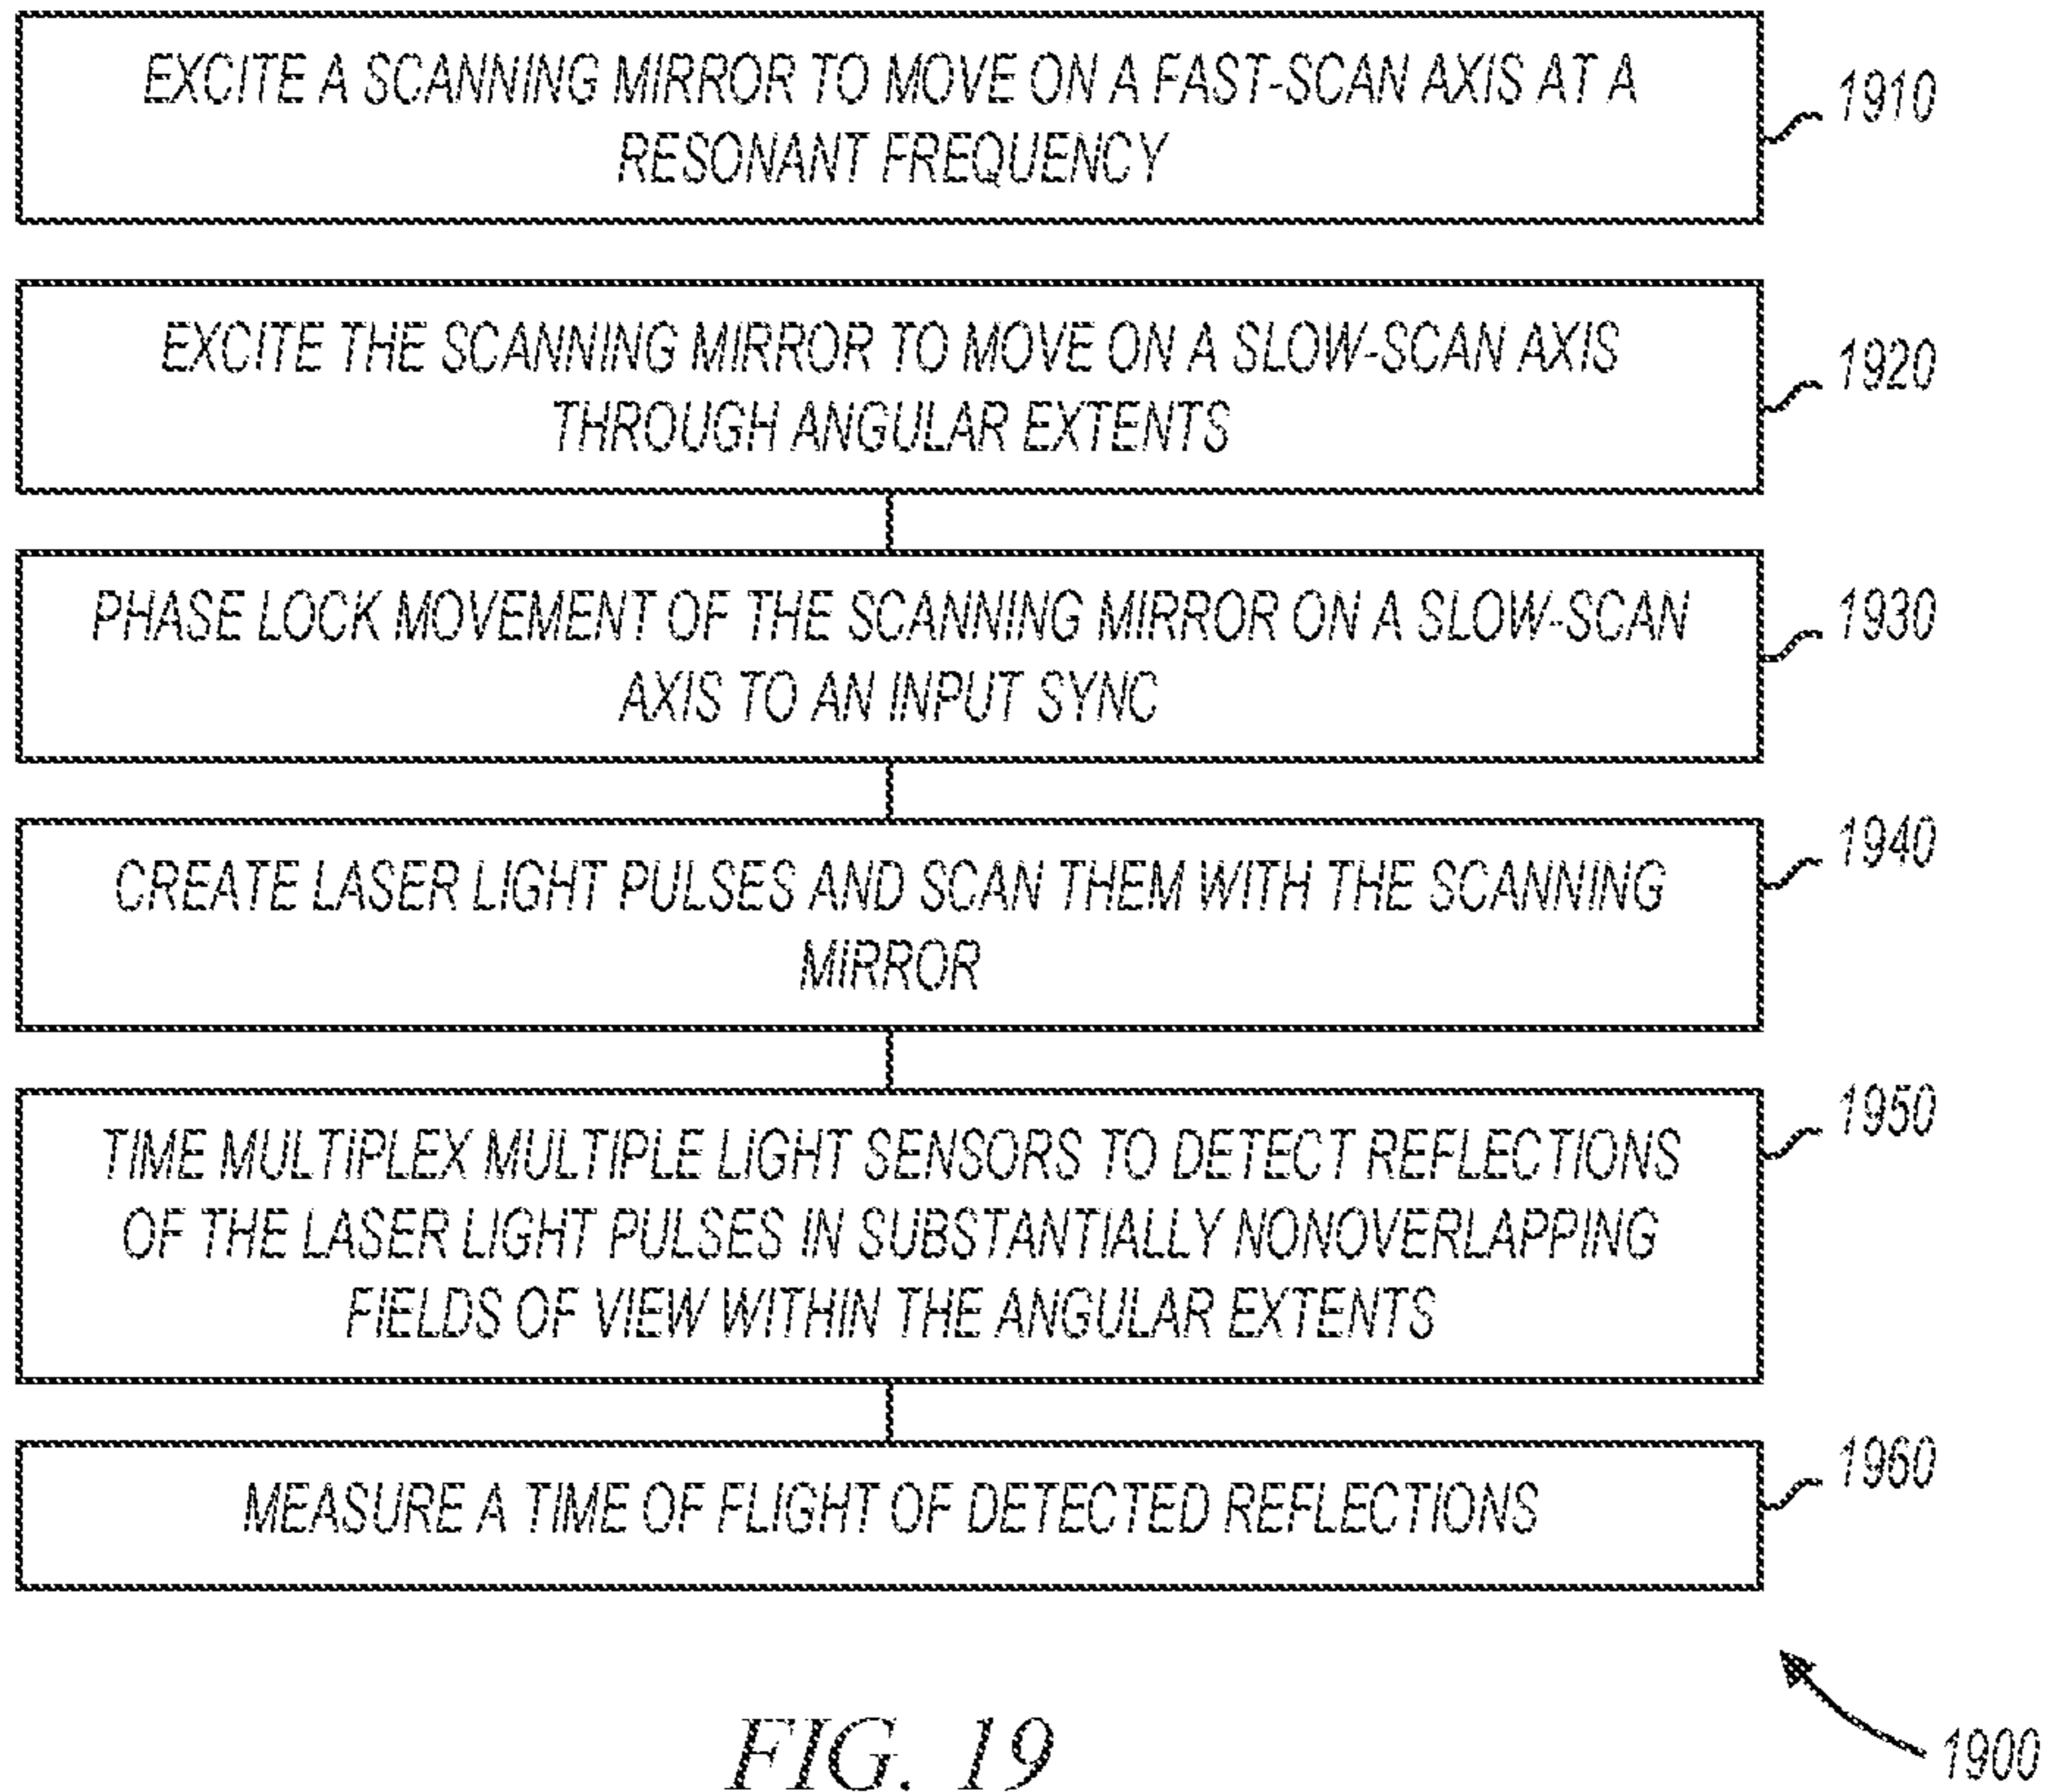 EXCITE A SCANNING MIRROR TO MOVE ON A FAST-SCAN AXIS AT A
RESONANT FREQUENCY
1910
EXCITE THE SCANNING MIRROR TO MOVE ON A SLOW-SCAN AXIS
THROUGH ANGULAR EXTENTS
1920
PHASE LOCK MOVEMENT OF THE SCANNING MIRROR ON A SLOW-SCAN
AXIS TO AN INPUT SYNC
1930
CREATE LASER LIGHT PULSES AND SCAN THEM WITH THE SCANNING
MIRROR
1940
TIME MULTIPLEX MULTIPLE LIGHT SENSORS TO DETECT REFLECTIONS
OF THE LASER LIGHT PULSES IN SUBSTANTIALLY NONOVERLAPPING
FIELDS OF VIEW WITHIN THE ANGULAR EXTENTS
1950
MEASURE A TIME OF FLIGHT OF DETECTED REFLECTIONS
1960
1900
FIG. 19